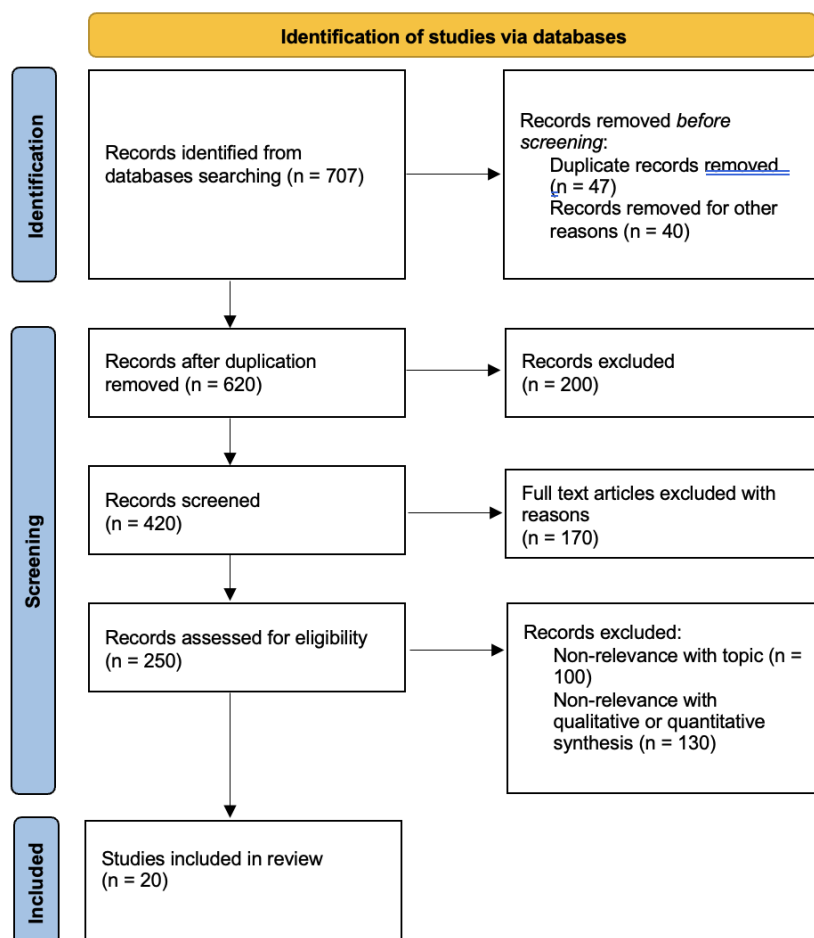 Identification of studies via databases
Identification
Records identified from
databases searching (n = 707)
Records removed before
screening:
Duplicate records removed
(n = 47)
Records removed for other
reasons (n = 40)
Screening
Records after duplication
removed (n = 620)
Records excluded
(n = 200)
Records screened
(n = 420)
Full text articles excluded with
reasons
(n = 170)
Records assessed for eligibility
(n = 250)
Records excluded:
Non-relevance with topic (n =
100)
Non-relevance with
qualitative or quantitative
synthesis (n = 130)
Included
Studies included in review
(n = 20)